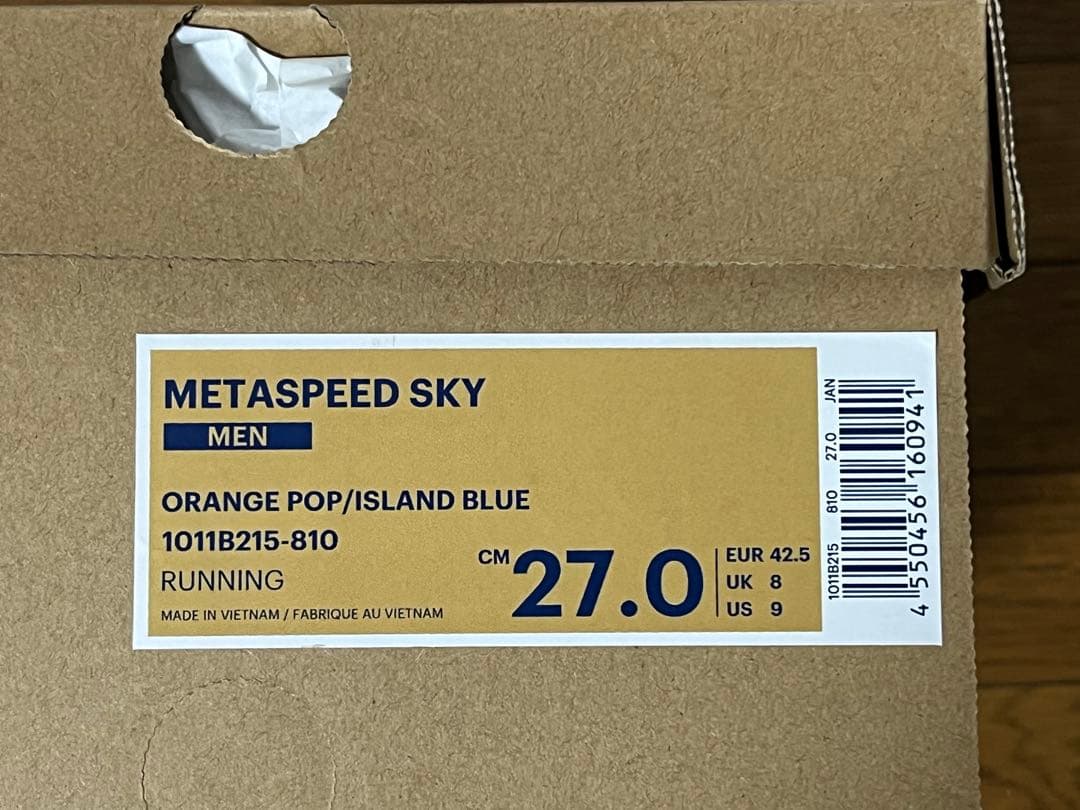 METASPEED SKY
MEN
ORANGE POP/ISLAND BLUE
1011B215-810
RUNNING
MADE IN VIETNAM / FABRIQUE AU VIETNAM
CM 27.0
EUR 42.5
UK 8
US 9
1011B215 810 27.0 JAN
4 550456 160941